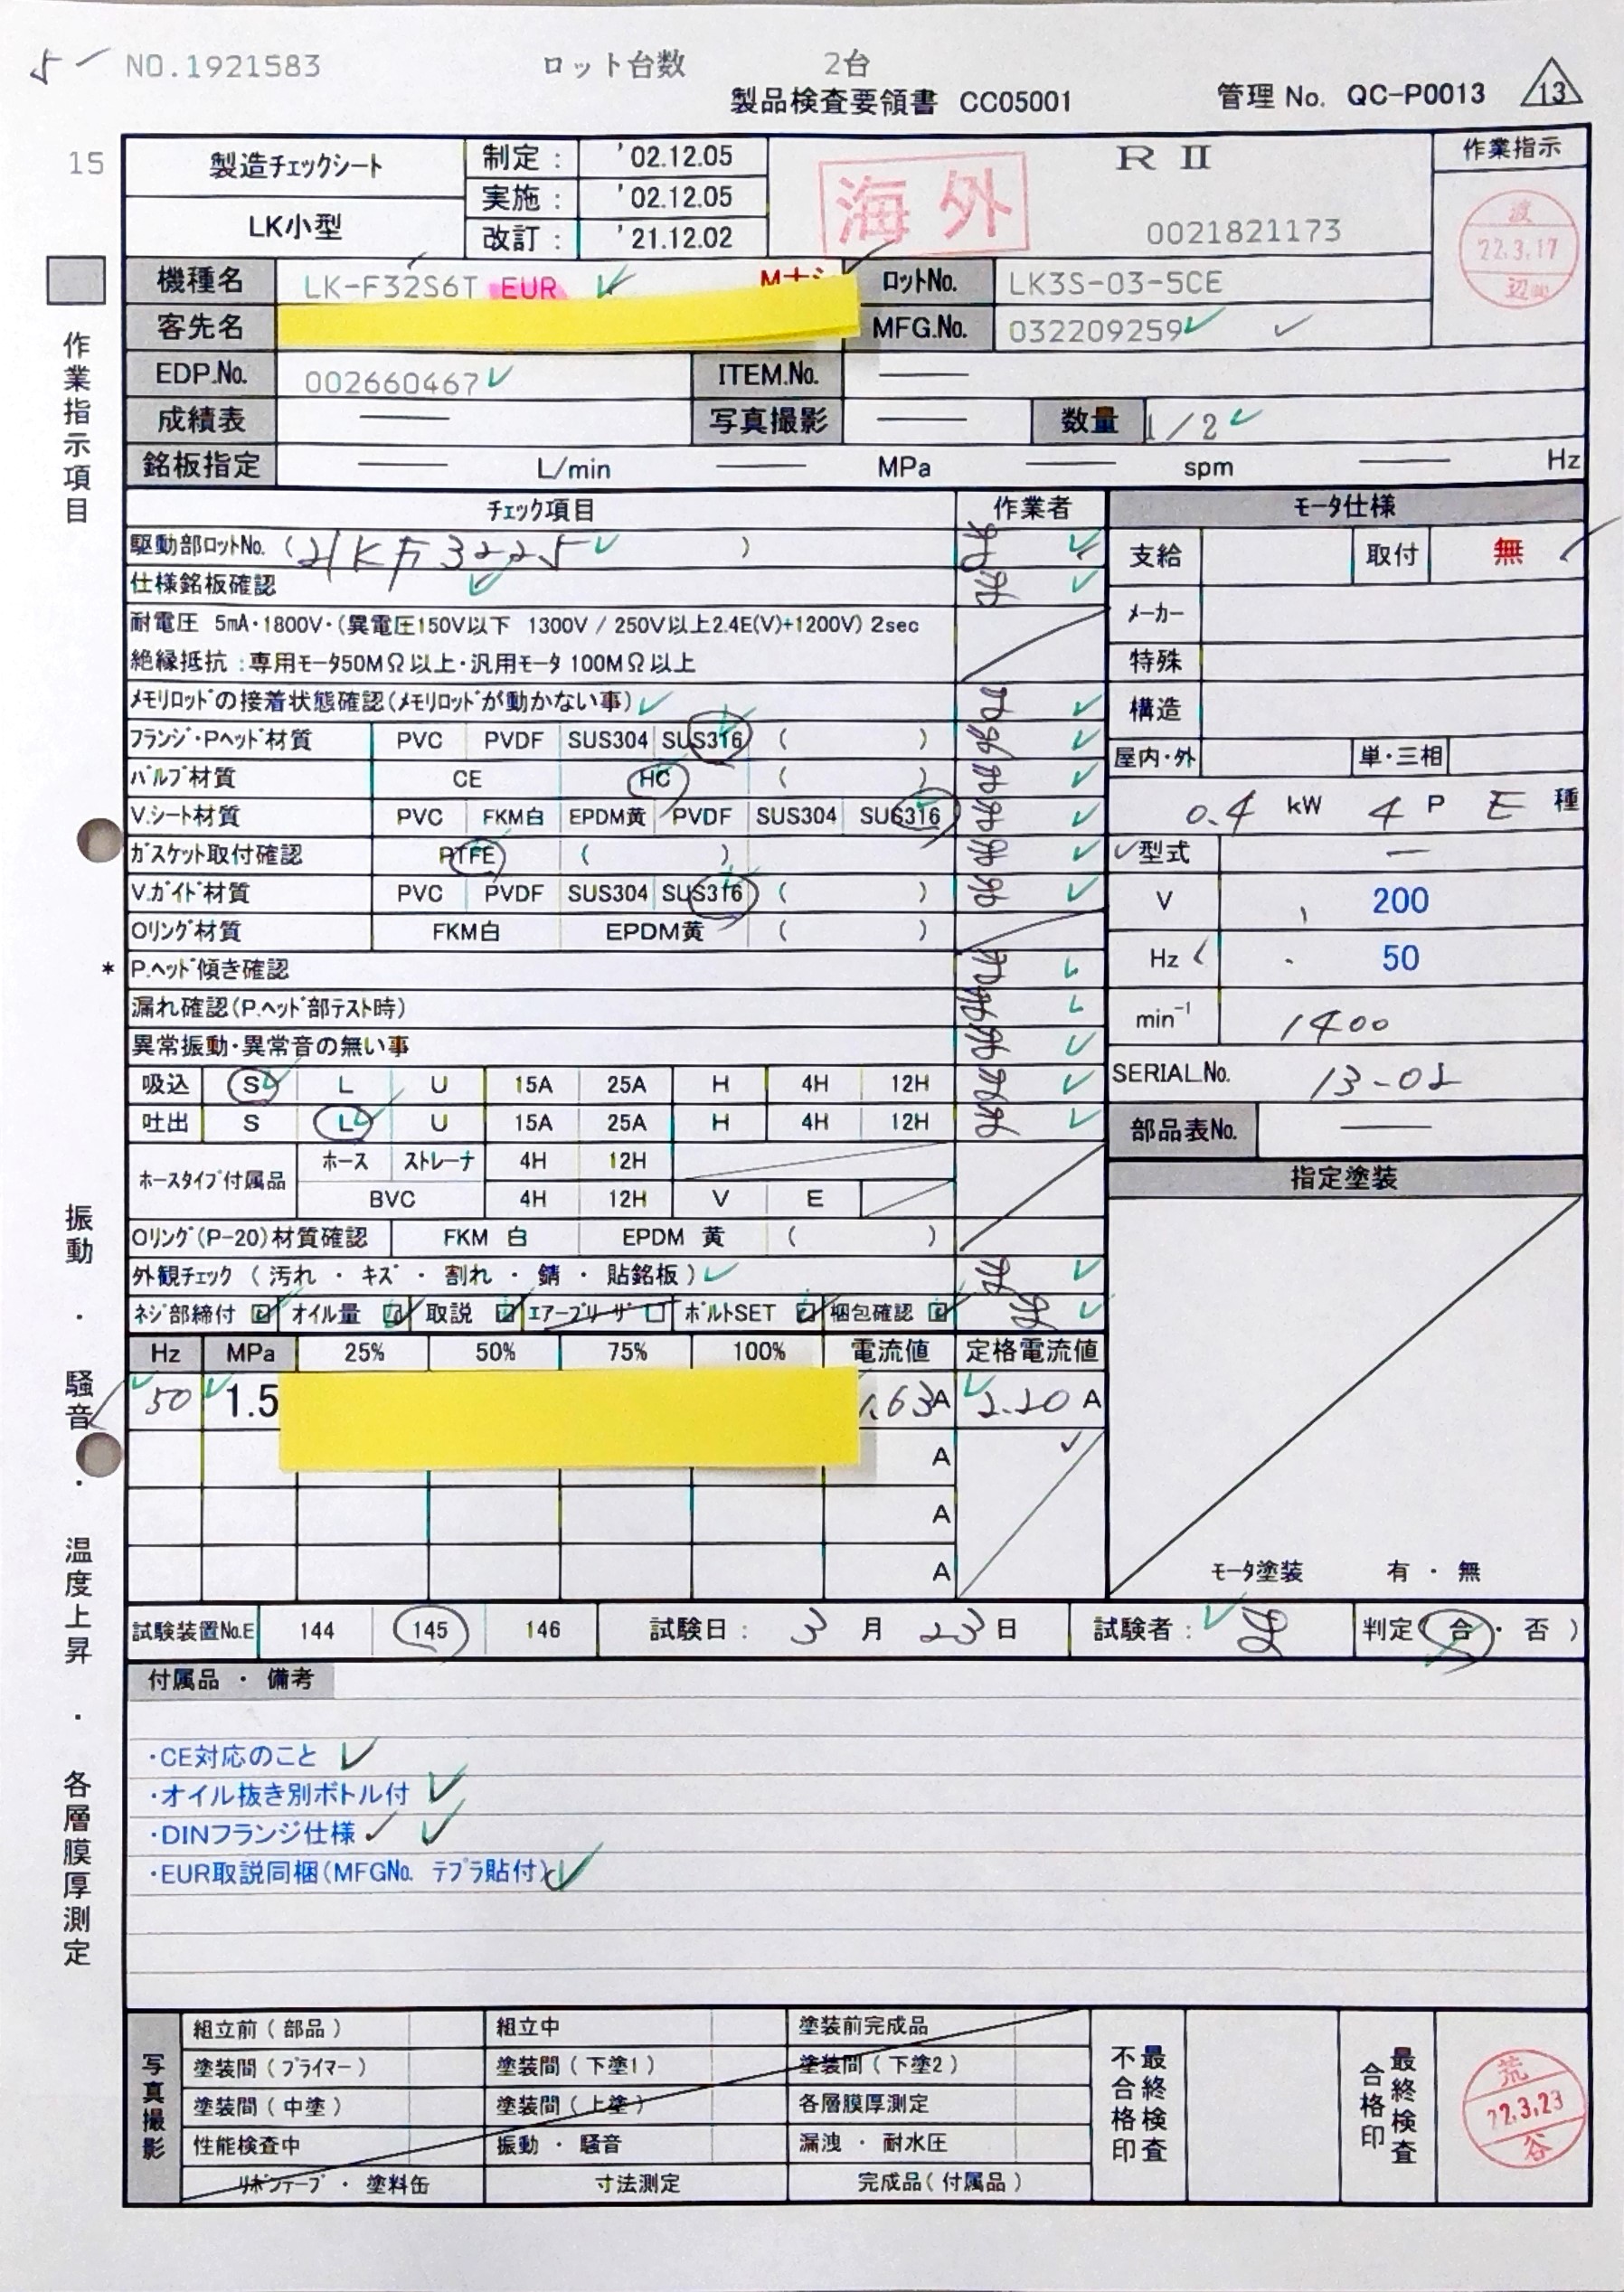 NO.1921583 ロット台数 2台
製品検査要領書 CC05001 管理 No. QC-P0013 13
15
製造チェックシート 制定： '02.12.05 海外 RⅡ 作業指示
実施： '02.12.05
LK小型 改訂： '21.12.02 0021821173 22.3.17
機種名 LK-F32S6T EUR ロットNo. LK3S-03-5CE
客先名 MFG.No. 032209259
EDP.No. 002660467 ITEM.No. —
成績表 — 写真撮影 — 数量 1/2
銘板指定 — L/min — MPa — spm — Hz
作業指示項目
チェック項目 作業者 モータ仕様
駆動部ロットNo. ( 21KF3225 ) 支給 取付 無
仕様銘板確認
耐電圧 5mA・1800V・(異電圧150V以下 1300V / 250V以上2.4E(V)+1200V) 2sec メーカー
絶縁抵抗：専用モータ50MΩ以上・汎用モータ 100MΩ以上 特殊
メモリロッドの接着状態確認(メモリロッドが動かない事) 構造
フランジ・Pヘッド材質 PVC PVDF SUS304 SUS316 ( )
屋内・外 単・三相
バルブ材質 CE HC ( )
V.シート材質 PVC FKM白 EPDM黄 PVDF SUS304 SUS316 0.4 kW 4 P E 種
ガスケット取付確認 PTFE ( ) 型式 —
V.ガイド材質 PVC PVDF SUS304 SUS316 ( ) V 200
Oリング材質 FKM白 EPDM黄 ( )
* P.ヘッド傾き確認 Hz 50
漏れ確認(P.ヘッド部テスト時) min⁻¹ 1400
異常振動・異常音の無い事
吸込 S L U 15A 25A H 4H 12H SERIAL.No. 13-02
吐出 S L U 15A 25A H 4H 12H 部品表No. —
ホースタイプ付属品 ホース ストレーナ 4H 12H 指定塗装
BVC 4H 12H V E
Oリング(P-20)材質確認 FKM 白 EPDM 黄 ( )
外観チェック ( 汚れ ・ キズ ・ 割れ ・ 錆 ・ 貼銘板 )
ネジ部締付 オイル量 取説 エアーブリーザ ボルトSET 梱包確認
Hz MPa 25% 50% 75% 100% 電流値 定格電流値
50 1.5 1.63A 2.20 A
A
A
A
モータ塗装 有 ・ 無
試験装置No.E 144 145 146 試験日： 3 月 23 日 試験者： 判定( 合 ・ 否 )
振動 ・ 騒音 ・ 温度上昇 ・ 各層膜厚測定
付属品 ・ 備考
・CE対応のこと
・オイル抜き別ボトル付
・DINフランジ仕様
・EUR取説同梱(MFGNo. テプラ貼付)
写真撮影 組立前 ( 部品 ) 組立中 塗装前完成品 不合格印 最終検査 合格印 最終検査
塗装間 ( プライマー ) 塗装間 ( 下塗1 ) 塗装間 ( 下塗2 )
塗装間 ( 中塗 ) 塗装間 ( 上塗 ) 各層膜厚測定 荒谷 22.3.23
性能検査中 振動 ・ 騒音 漏洩 ・ 耐水圧
リボンテープ ・ 塗料缶 寸法測定 完成品 ( 付属品 )